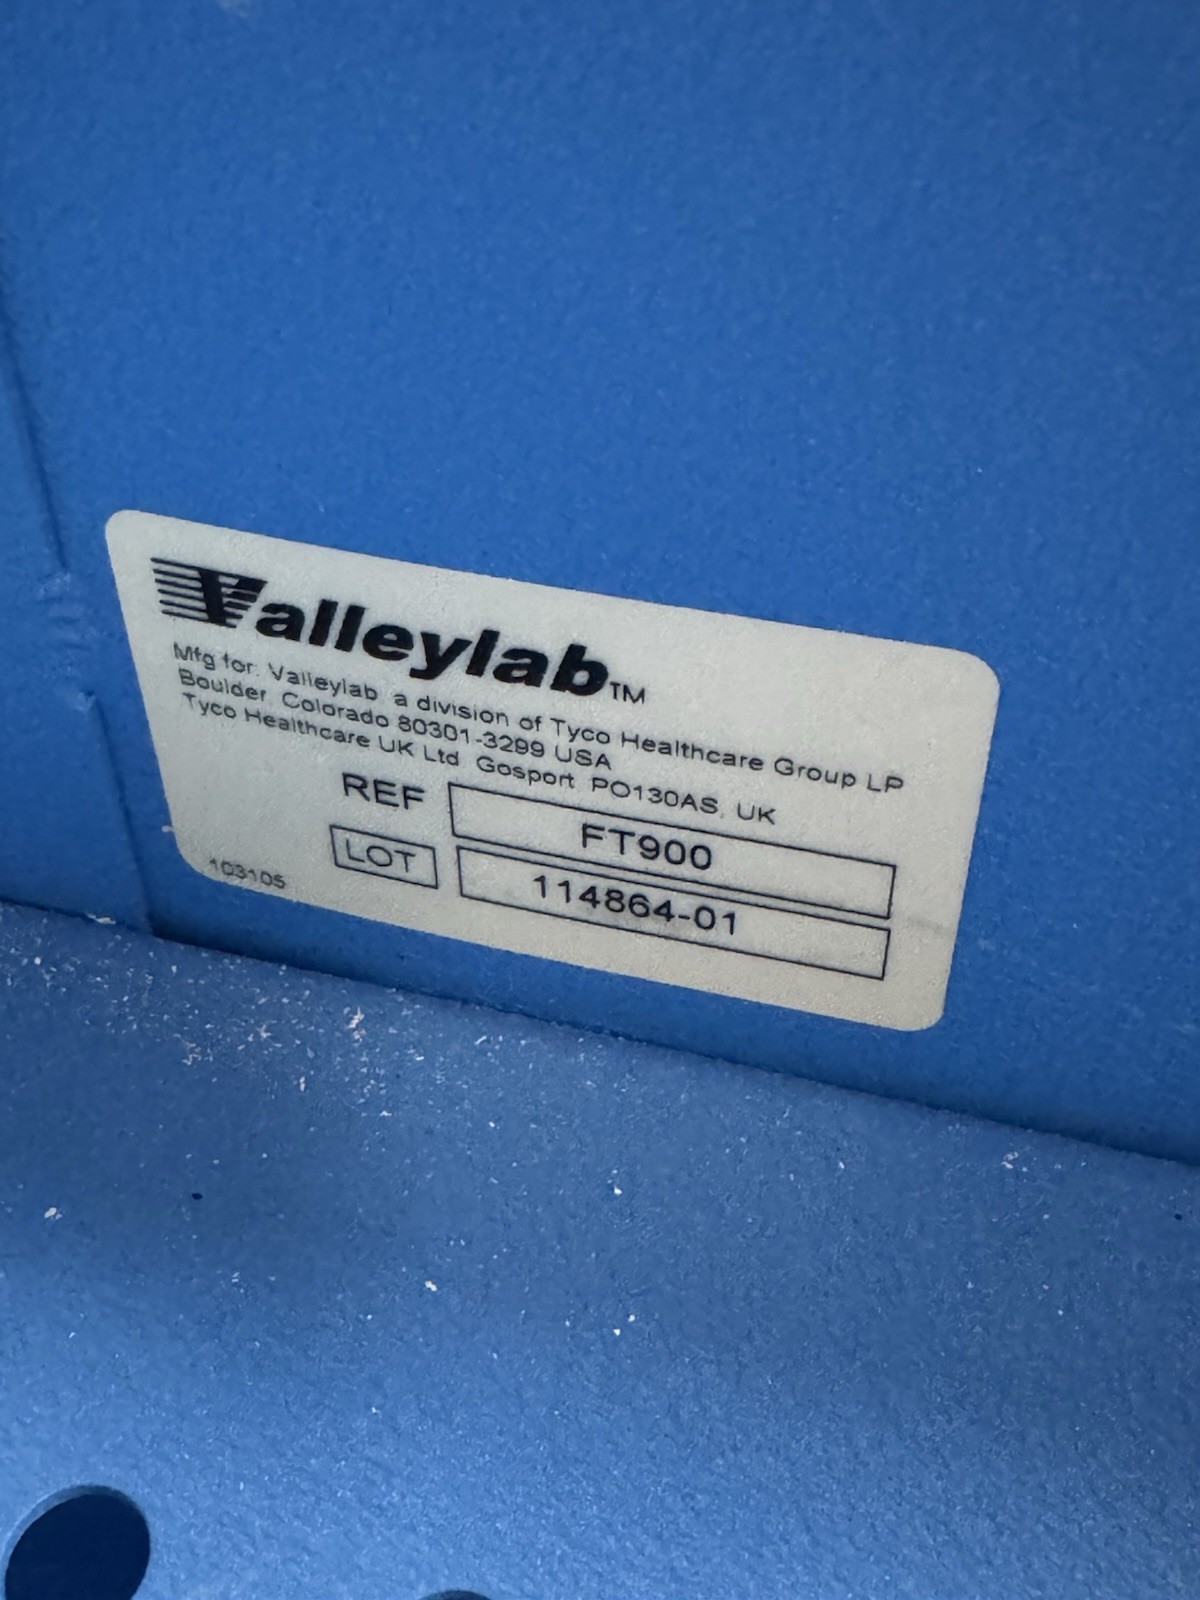 Valleylab™
Mfg for: Valleylab a division of Tyco Healthcare Group LP
Boulder, Colorado 80301-3299 USA
Tyco Healthcare UK Ltd Gosport PO130AS, UK
REF FT900
LOT 114864-01
103105